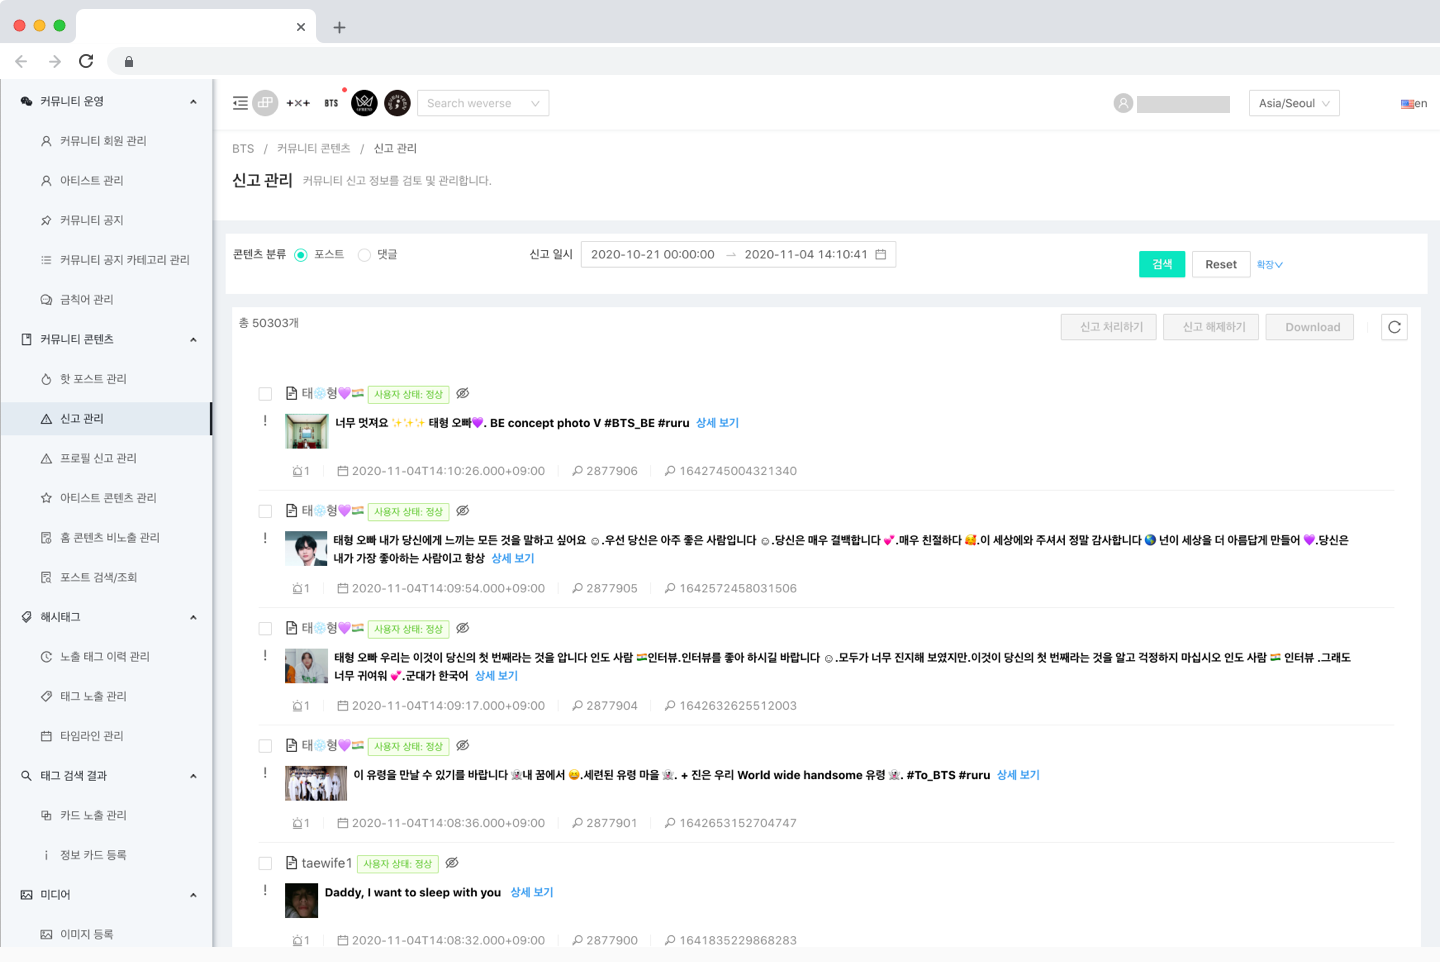 커뮤니티 운영
커뮤니티 회원 관리
아티스트 관리
커뮤니티 공지
커뮤니티 공지 카테고리 관리
금칙어 관리
커뮤니티 콘텐츠
핫 포스트 관리
신고 관리
프로필 신고 관리
아티스트 콘텐츠 관리
홈 콘텐츠 비노출 관리
포스트 검색/조회
해시태그
노출 태그 이력 관리
태그 노출 관리
타임라인 관리
태그 검색 결과
카드 노출 관리
정보 카드 등록
미디어
이미지 등록
BTS Search weverse Asia/Seoul en
BTS / 커뮤니티 콘텐츠 / 신고 관리
신고 관리 커뮤니티 신고 정보를 검토 및 관리합니다.
콘텐츠 분류 포스트 댓글 신고 일시 2020-10-21 00:00:00 → 2020-11-04 14:10:41 검색 Reset 확장
총 50303개 신고 처리하기 신고 해제하기 Download
태❄️형💜🇮🇳 사용자 상태: 정상
! 너무 멋져요 ✨✨✨ 태형 오빠💜. BE concept photo V #BTS_BE #ruru 상세 보기
1 2020-11-04T14:10:26.000+09:00 2877906 1642745004321340
태❄️형💜🇮🇳 사용자 상태: 정상
! 태형 오빠 내가 당신에게 느끼는 모든 것을 말하고 싶어요 ☺.우선 당신은 아주 좋은 사람입니다 ☺.당신은 매우 결백합니다 💕.매우 친절하다 🥰.이 세상에와 주셔서 정말 감사합니다 🌎 넌이 세상을 더 아름답게 만들어 💜.당신은
내가 가장 좋아하는 사람이고 항상 상세 보기
1 2020-11-04T14:09:54.000+09:00 2877905 1642572458031506
태❄️형💜🇮🇳 사용자 상태: 정상
! 태형 오빠 우리는 이것이 당신의 첫 번째라는 것을 압니다 인도 사람 🇮🇳인터뷰.인터뷰를 좋아 하시길 바랍니다 ☺.모두가 너무 진지해 보였지만.이것이 당신의 첫 번째라는 것을 알고 걱정하지 마십시오 인도 사람 🇮🇳 인터뷰 .그래도
너무 귀여워 💕.군대가 한국어 상세 보기
1 2020-11-04T14:09:17.000+09:00 2877904 1642632625512003
태❄️형💜🇮🇳 사용자 상태: 정상
! 이 유령을 만날 수 있기를 바랍니다 👻내 꿈에서 😄.세련된 유령 마을 👻. + 진은 우리 World wide handsome 유령 👻. #To_BTS #ruru 상세 보기
1 2020-11-04T14:08:36.000+09:00 2877901 1642653152704747
taewife1 사용자 상태: 정상
! Daddy, I want to sleep with you 상세 보기
1 2020-11-04T14:08:32.000+09:00 2877900 1641835229868283